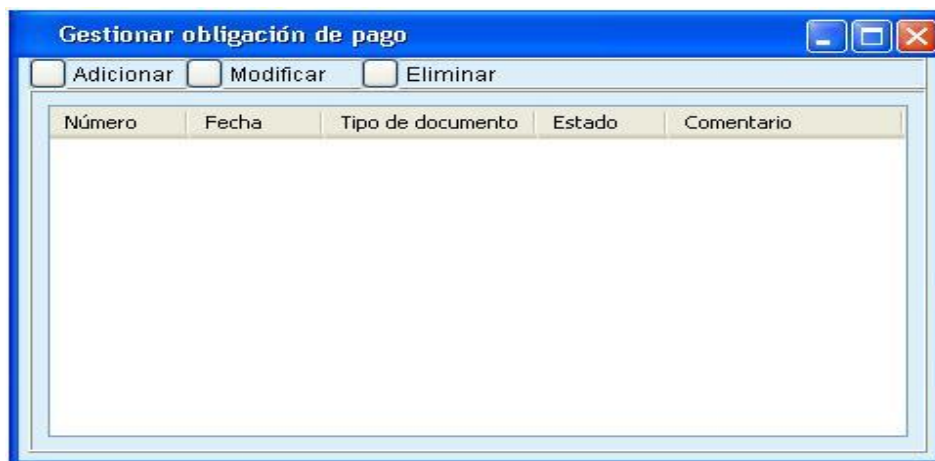 Gestionar obligación de pago
Adicionar Modificar Eliminar
Número Fecha Tipo de documento Estado Comentario